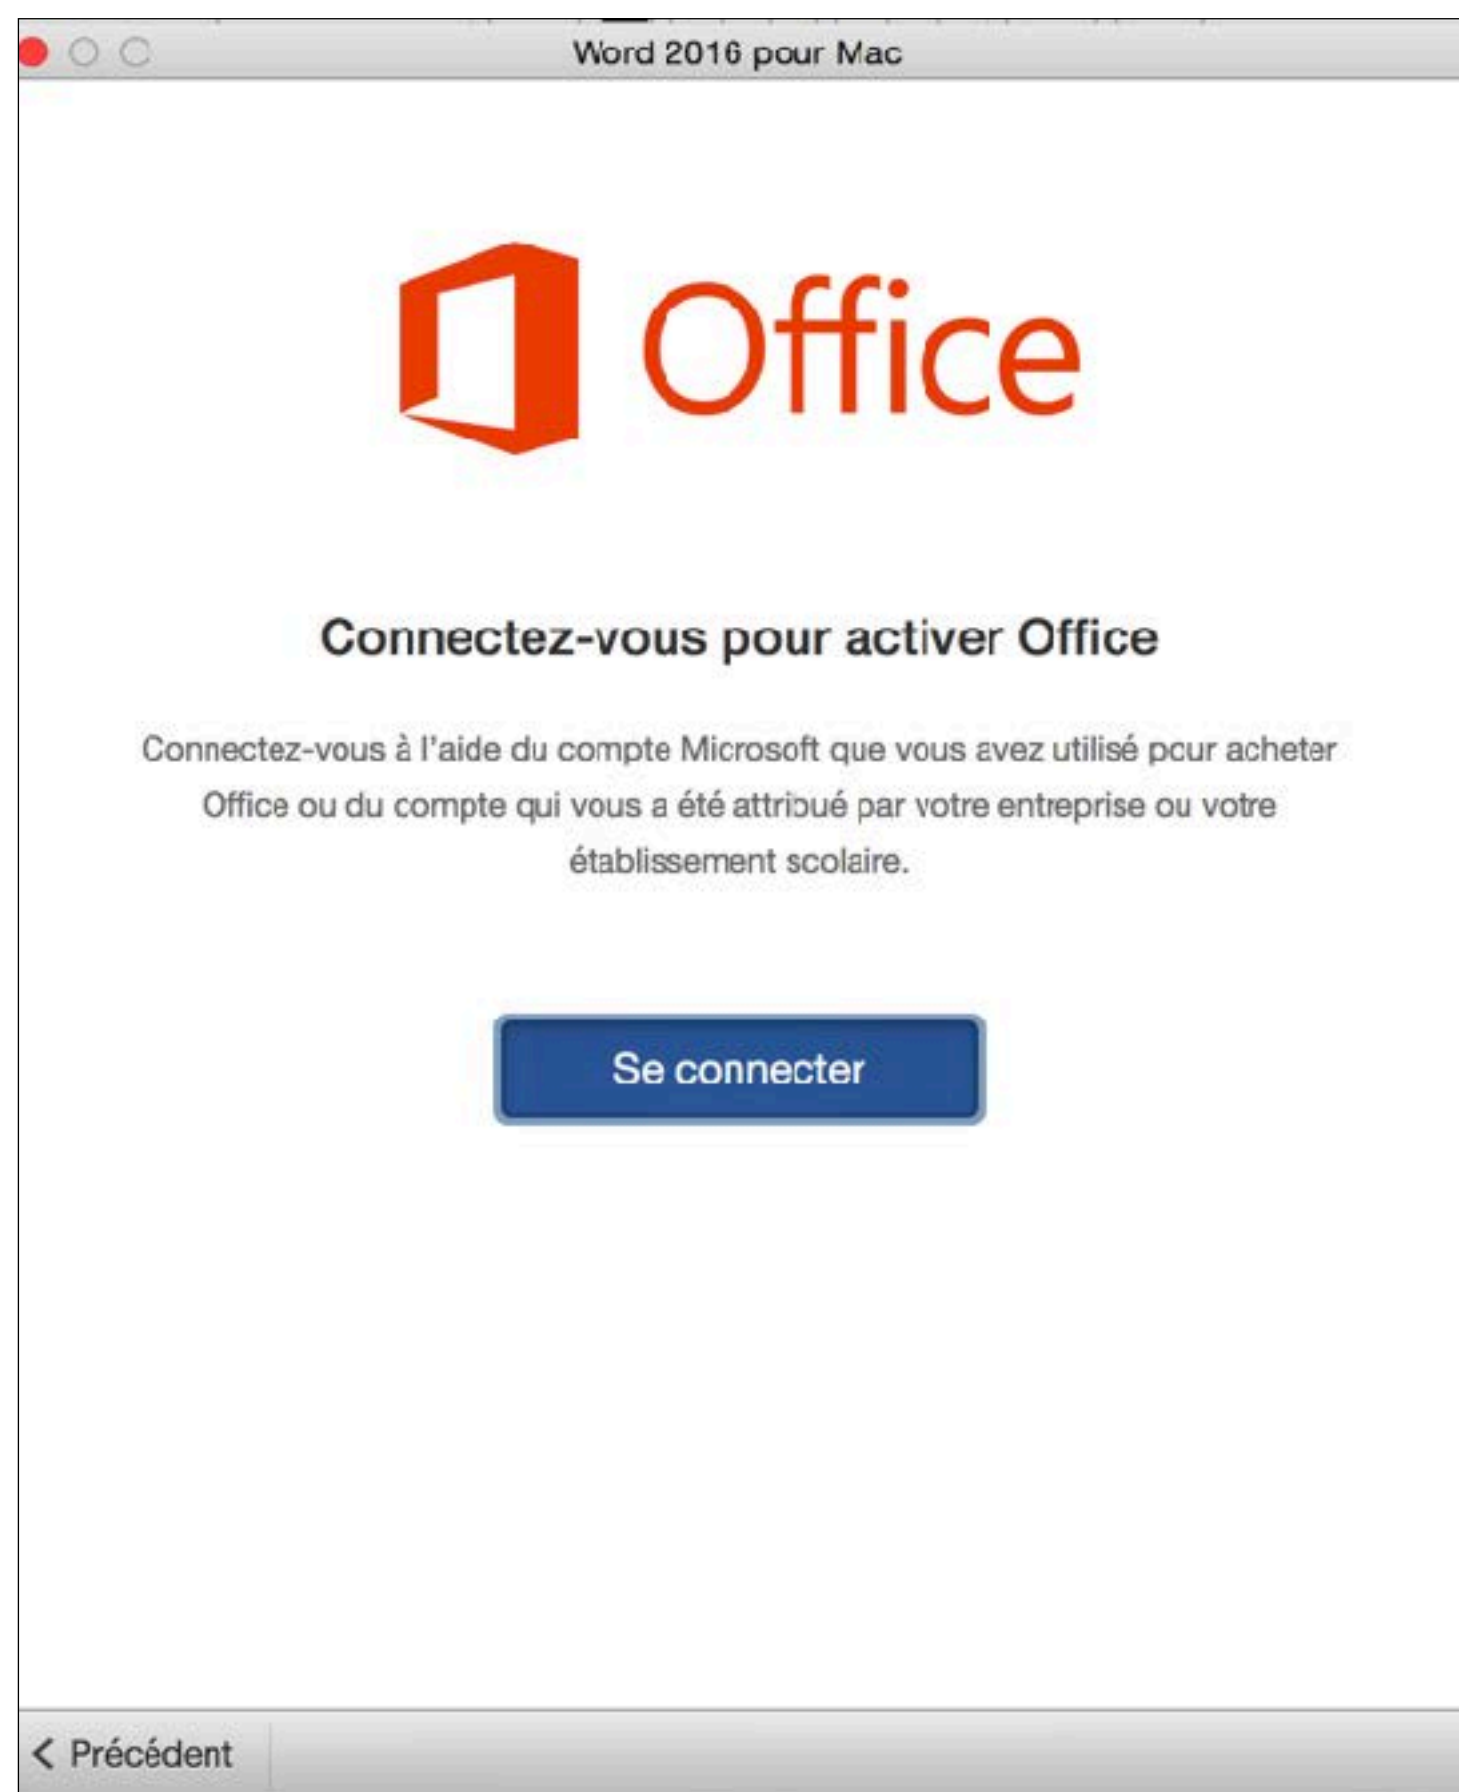 Word 2016 pour Mac
Office
Connectez-vous pour activer Office
Connectez-vous à l'aide du compte Microsoft que vous avez utilisé pour acheter
Office ou du compte qui vous a été attribué par votre entreprise ou votre
établissement scolaire.
Se connecter
Précédent